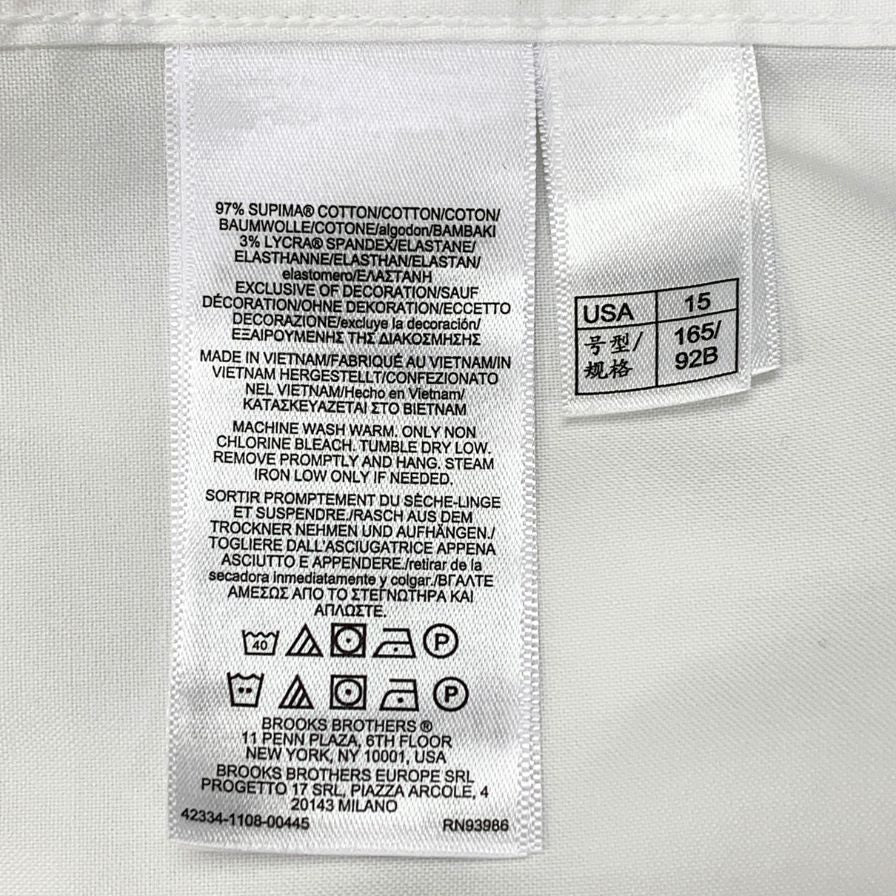 97% SUPIMA® COTTON/COTTON/COTON/
BAUMWOLLE/COTONE/algodon/ΒΑΜΒΑΚΙ
3% LYCRA® SPANDEX/ELASTANE/
ELASTHANNE/ELASTHAN/ELASTAN/
elastomero/ΕΛΑΣΤΑΝΗ
EXCLUSIVE OF DECORATION/SAUF
DÉCORATION/OHNE DEKORATION/ECCETTO
DECORAZIONE/excluye la decoración/
ΕΞΑΙΡΟΥΜΕΝΗΣ ΤΗΣ ΔΙΑΚΟΣΜΗΣΗΣ
MADE IN VIETNAM/FABRIQUÉ AU VIETNAM/IN
VIETNAM HERGESTELLT/CONFEZIONATO
NEL VIETNAM/Hecho en Vietnam/
ΚΑΤΑΣΚΕΥΑΖΕΤΑΙ ΣΤΟ ΒΙΕΤΝΑΜ
MACHINE WASH WARM. ONLY NON
CHLORINE BLEACH. TUMBLE DRY LOW.
REMOVE PROMPTLY AND HANG. STEAM
IRON LOW ONLY IF NEEDED.
SORTIR PROMPTEMENT DU SÈCHE-LINGE
ET SUSPENDRE./RASCH AUS DEM
TROCKNER NEHMEN UND AUFHÄNGEN./
TOGLIERE DALL'ASCIUGATRICE APPENA
ASCIUTTO E APPENDERE./retirar de la
secadora inmediatamente y colgar./ΒΓΑΛΤΕ
ΑΜΕΣΩΣ ΑΠΟ ΤΟ ΣΤΕΓΝΩΤΗΡΑ ΚΑΙ
ΑΠΛΩΣΤΕ.
40 P
P
BROOKS BROTHERS ®
11 PENN PLAZA, 6TH FLOOR
NEW YORK, NY 10001, USA
BROOKS BROTHERS EUROPE SRL
PROGETTO 17 SRL, PIAZZA ARCOLE, 4
20143 MILANO
42334-1108-00445 RN93986
USA 15
号型/ 165/
规格 92B